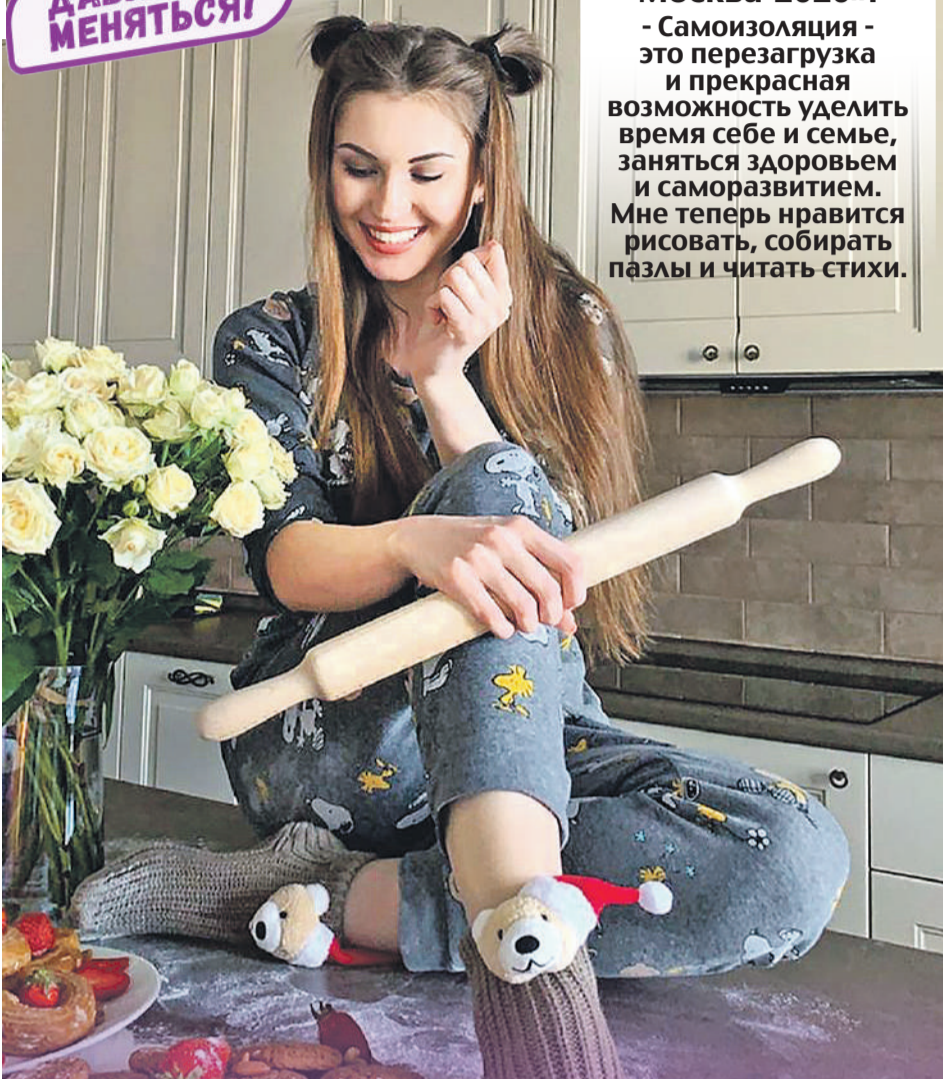 МЕНЯТЬСЯ!
- Самоизоляция -
это перезагрузка
и прекрасная
возможность уделить
время себе и семье,
заняться здоровьем
и саморазвитием.
Мне теперь нравится
рисовать, собирать
пазлы и читать стихи.